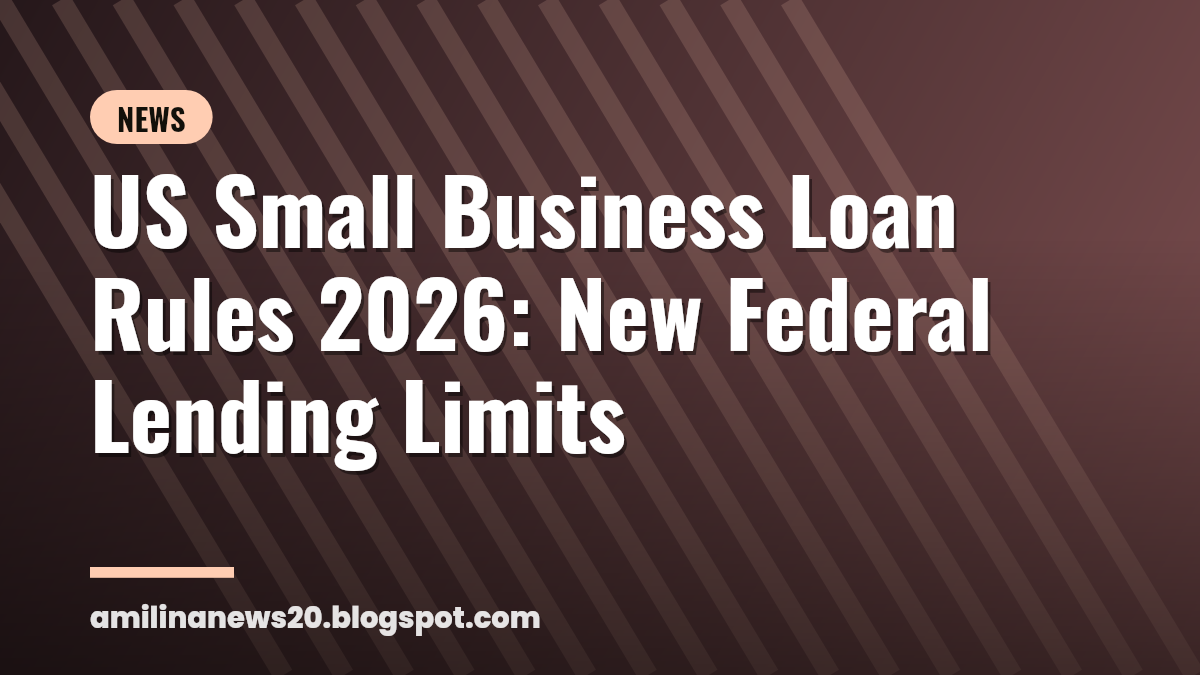 NEWS
US Small Business Loan
Rules 2026: New Federal
Lending Limits
amilinanews20.blogspot.com